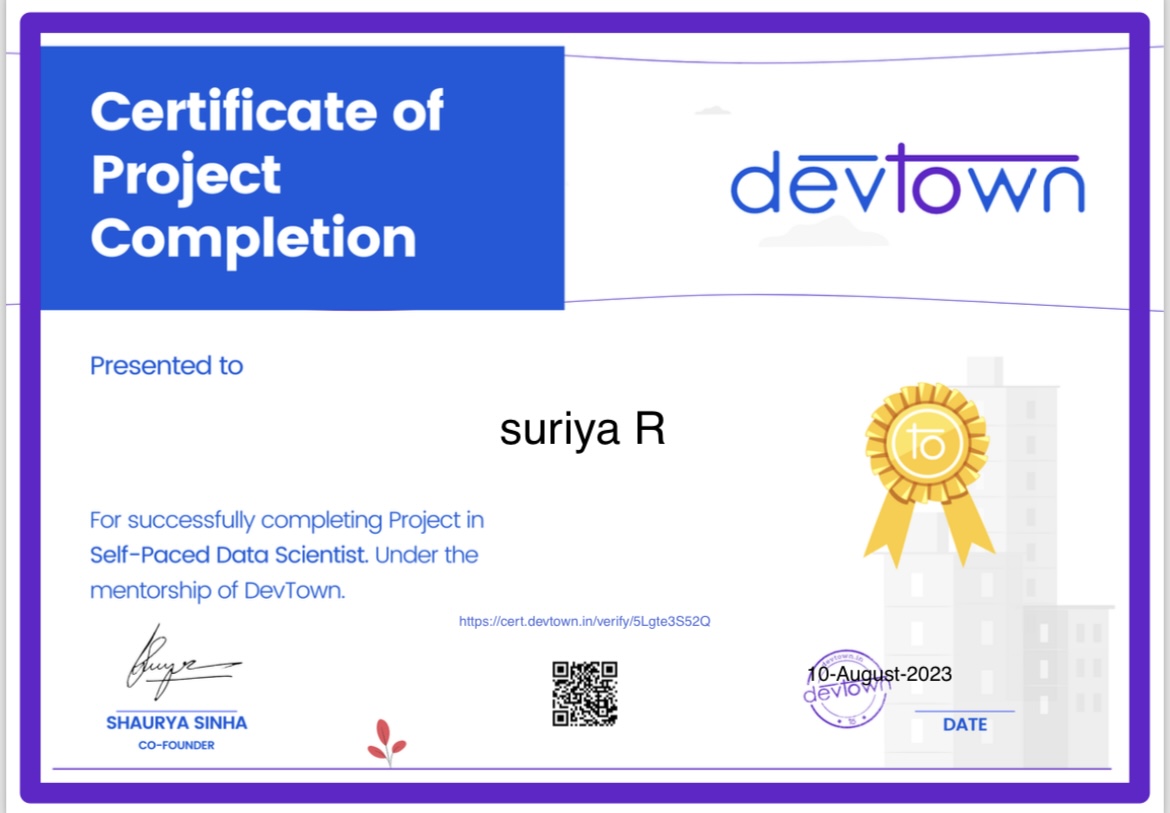 Certificate of
Project
Completion
devtown
Presented to
suriya R
to
For successfully completing Project in
Self-Paced Data Scientist. Under the
mentorship of DevTown.
https://cert.devtown.in/verify/5Lgte3S52Q
devtown.in
10-August-2023
devtown
to
SHAURYA SINHA
CO-FOUNDER
DATE